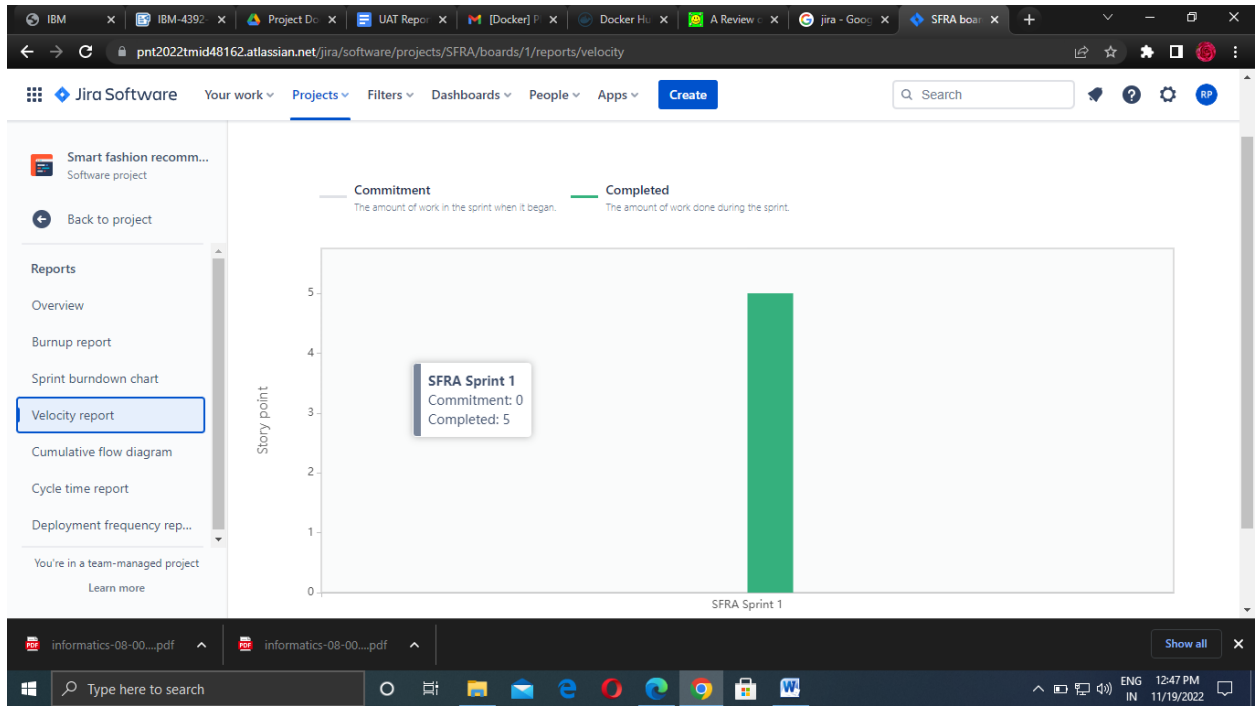 IBM
IBM-4392-
Project Do
UAT Repor
[Docker] P
Docker Hu
A Review o
jira - Goog
SFRA boar
pnt2022tmid48162.atlassian.net/jira/software/projects/SFRA/boards/1/reports/velocity
Jira Software
Your work
Projects
Filters
Dashboards
People
Apps
Create
Search
RP
Smart fashion recomm...
Software project
Back to project
Reports
Overview
Burnup report
Sprint burndown chart
Velocity report
Cumulative flow diagram
Cycle time report
Deployment frequency rep...
You're in a team-managed project
Learn more
Commitment
The amount of work in the sprint when it began.
Completed
The amount of work done during the sprint.
Story point
5
4
3
2
1
0
SFRA Sprint 1
Commitment: 0
Completed: 5
SFRA Sprint 1
informatics-08-00....pdf
informatics-08-00....pdf
Show all
Type here to search
ENG
IN
12:47 PM
11/19/2022